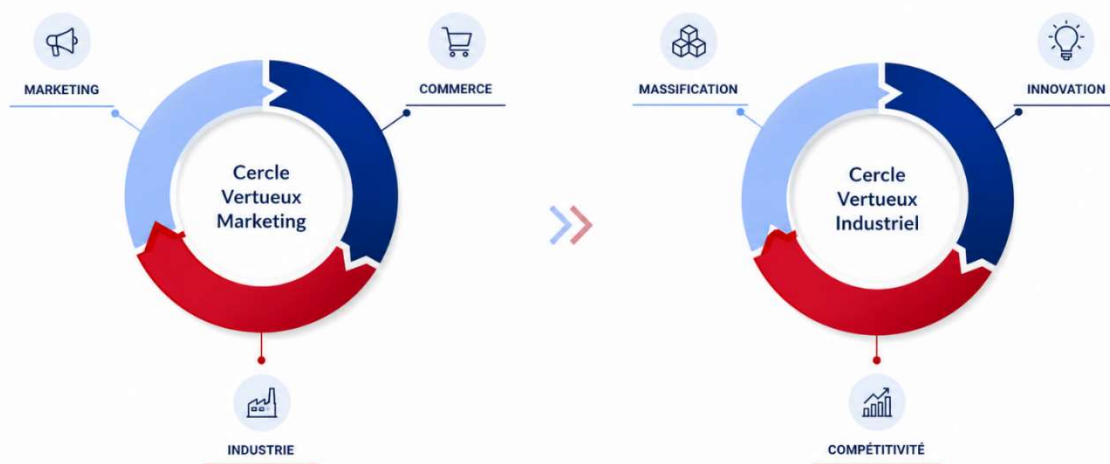 MARKETING
COMMERCE
Cercle
Vertueux
Marketing
INDUSTRIE
MASSIFICATION
INNOVATION
Cercle
Vertueux
Industriel
COMPÉTITIVITÉ